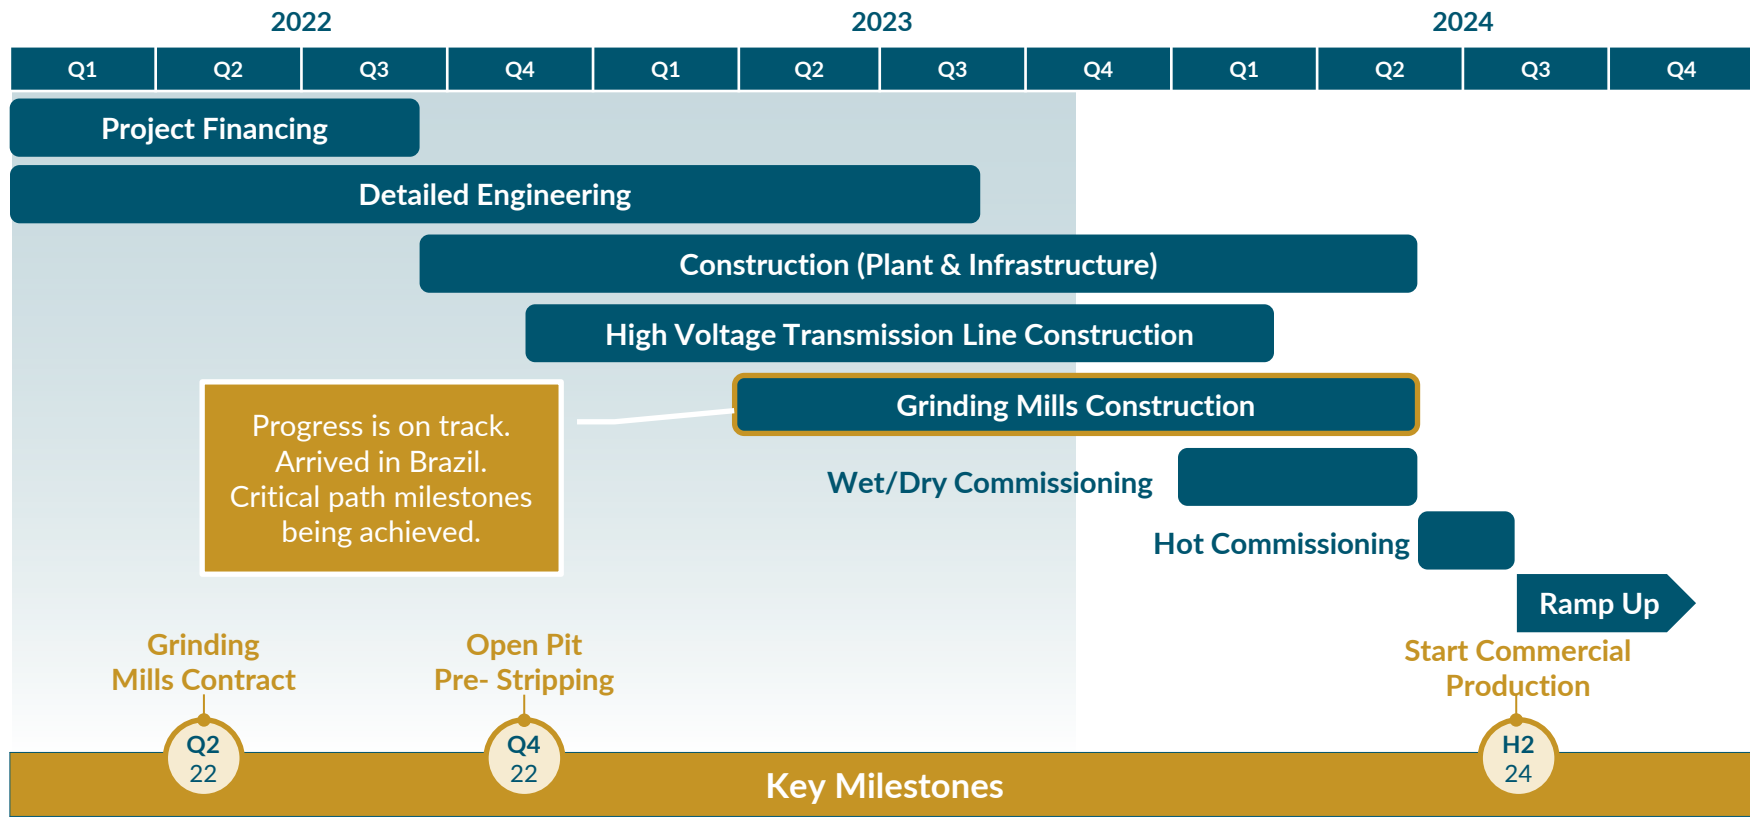 2022 2023 2024
Q1 Q2 Q3 Q4 Q1 Q2 Q3 Q4 Q1 Q2 Q3 Q4
Project Financing
Detailed Engineering
Construction (Plant & Infrastructure)
High Voltage Transmission Line Construction
Grinding Mills Construction
Progress is on track.
Arrived in Brazil.
Critical path milestones
being achieved.
Wet/Dry Commissioning
Hot Commissioning
Ramp Up
Grinding
Mills Contract
Open Pit
Pre- Stripping
Start Commercial
Production
Q2
22
Q4
22
H2
24
Key Milestones